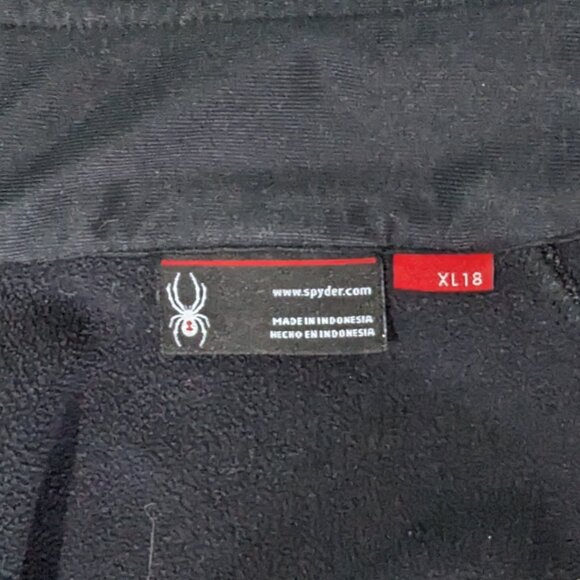 www.spyder.com
XL18
MADE IN INDONESIA
HECHO EN INDONESIA